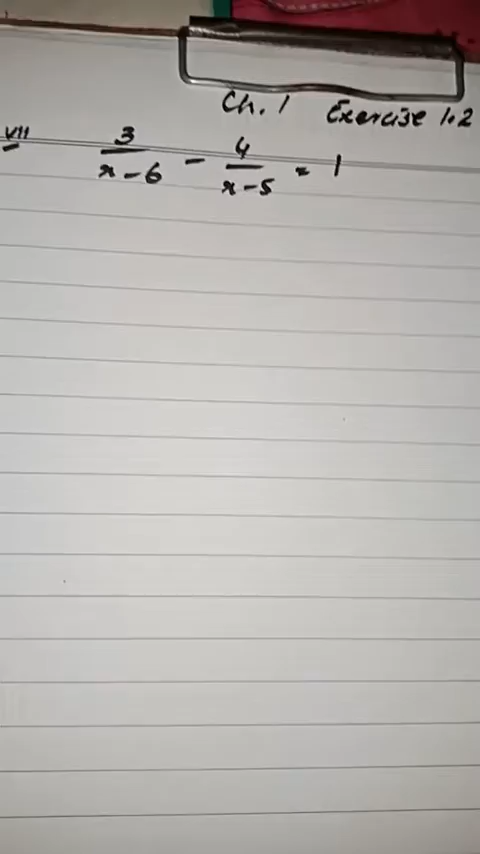 Ch. 1 Exercise 1.2
VII 3/(x-6) - 4/(x-5) = 1